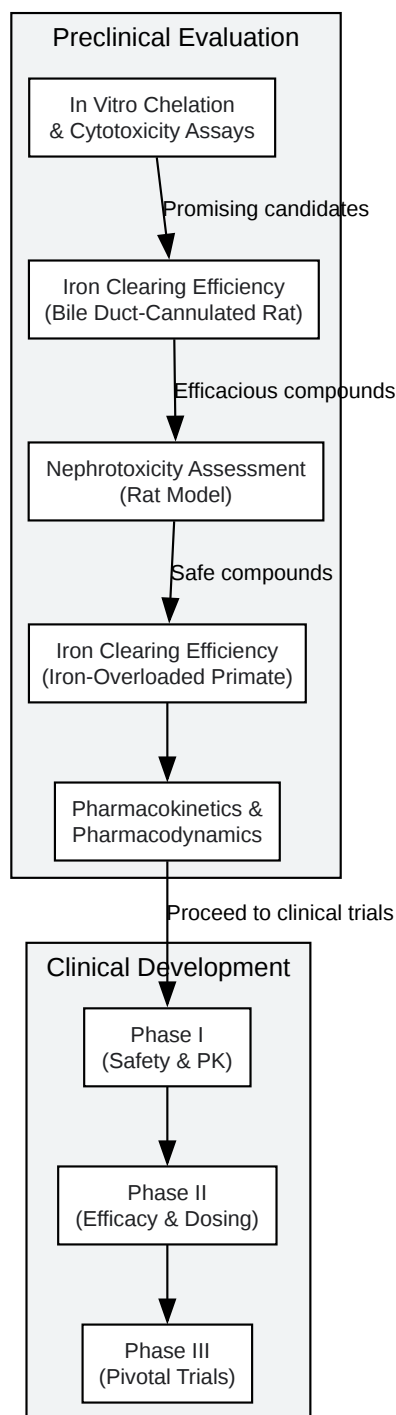 Preclinical Evaluation
In Vitro Chelation
& Cytotoxicity Assays
Promising candidates
Iron Clearing Efficiency
(Bile Duct-Cannulated Rat)
Efficacious compounds
Nephrotoxicity Assessment
(Rat Model)
Safe compounds
Iron Clearing Efficiency
(Iron-Overloaded Primate)
Pharmacokinetics &
Pharmacodynamics
Proceed to clinical trials
Clinical Development
Phase I
(Safety & PK)
Phase II
(Efficacy & Dosing)
Phase III
(Pivotal Trials)